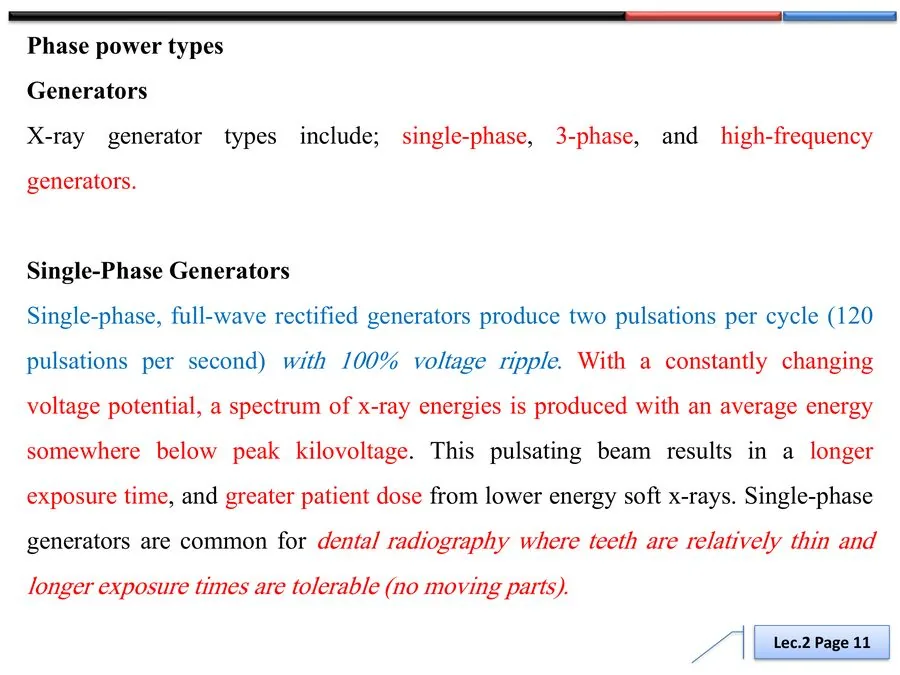 Phase power types
Generators
X-ray generator types include; single-phase, 3-phase, and high-frequency
generators.
Single-Phase Generators
Single-phase, full-wave rectified generators produce two pulsations per cycle (120
pulsations per second) with 100% voltage ripple. With a constantly changing
voltage potential, a spectrum of x-ray energies is produced with an average energy
somewhere below peak kilovoltage. This pulsating beam results in a longer
exposure time, and greater patient dose from lower energy soft x-rays. Single-phase
generators are common for dental radiography where teeth are relatively thin and
longer exposure times are tolerable (no moving parts).
Lec.2 Page 11